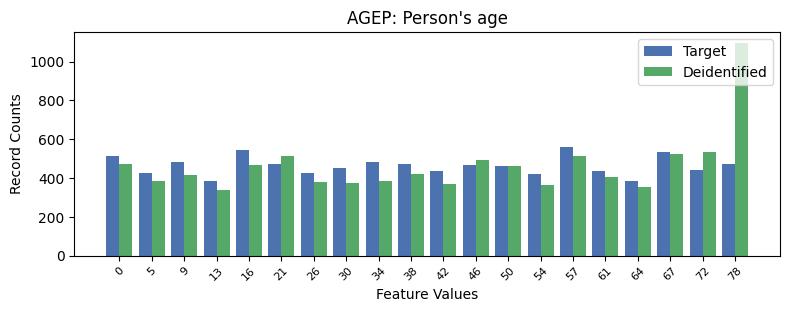 AGEP: Person's age
Target
Deidentified
Record Counts
1000
800
600
400
200
0
0 5 9 13 16 21 26 30 34 38 42 46 50 54 57 61 64 67 72 78
Feature Values